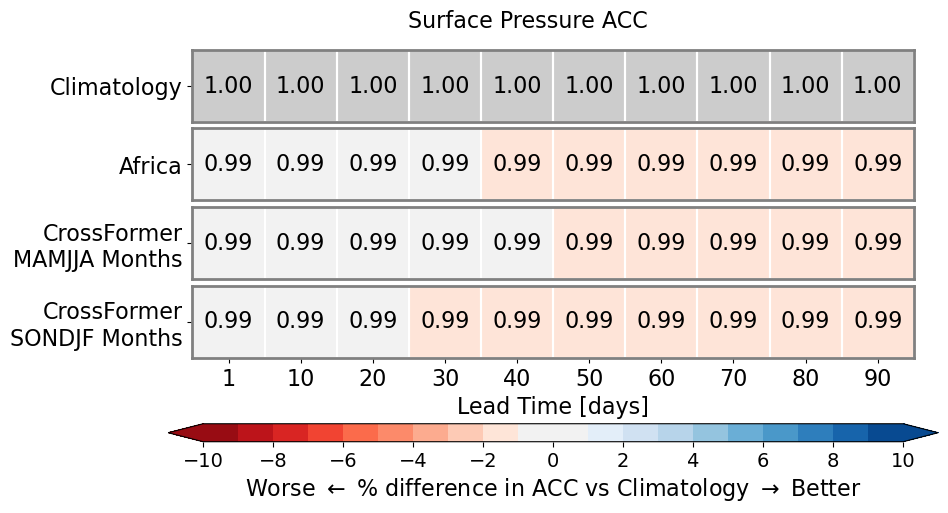 Surface Pressure ACC
Climatology 1.00 1.00 1.00 1.00 1.00 1.00 1.00 1.00 1.00 1.00
Africa 0.99 0.99 0.99 0.99 0.99 0.99 0.99 0.99 0.99 0.99
CrossFormer
MAMJJA Months
0.99 0.99 0.99 0.99 0.99 0.99 0.99 0.99 0.99 0.99
CrossFormer
SONDJF Months
0.99 0.99 0.99 0.99 0.99 0.99 0.99 0.99 0.99 0.99
1 10 20 30 40 50 60 70 80 90
Lead Time [days]
−10 −8 −6 −4 −2 0 2 4 6 8 10
Worse ← % difference in ACC vs Climatology → Better